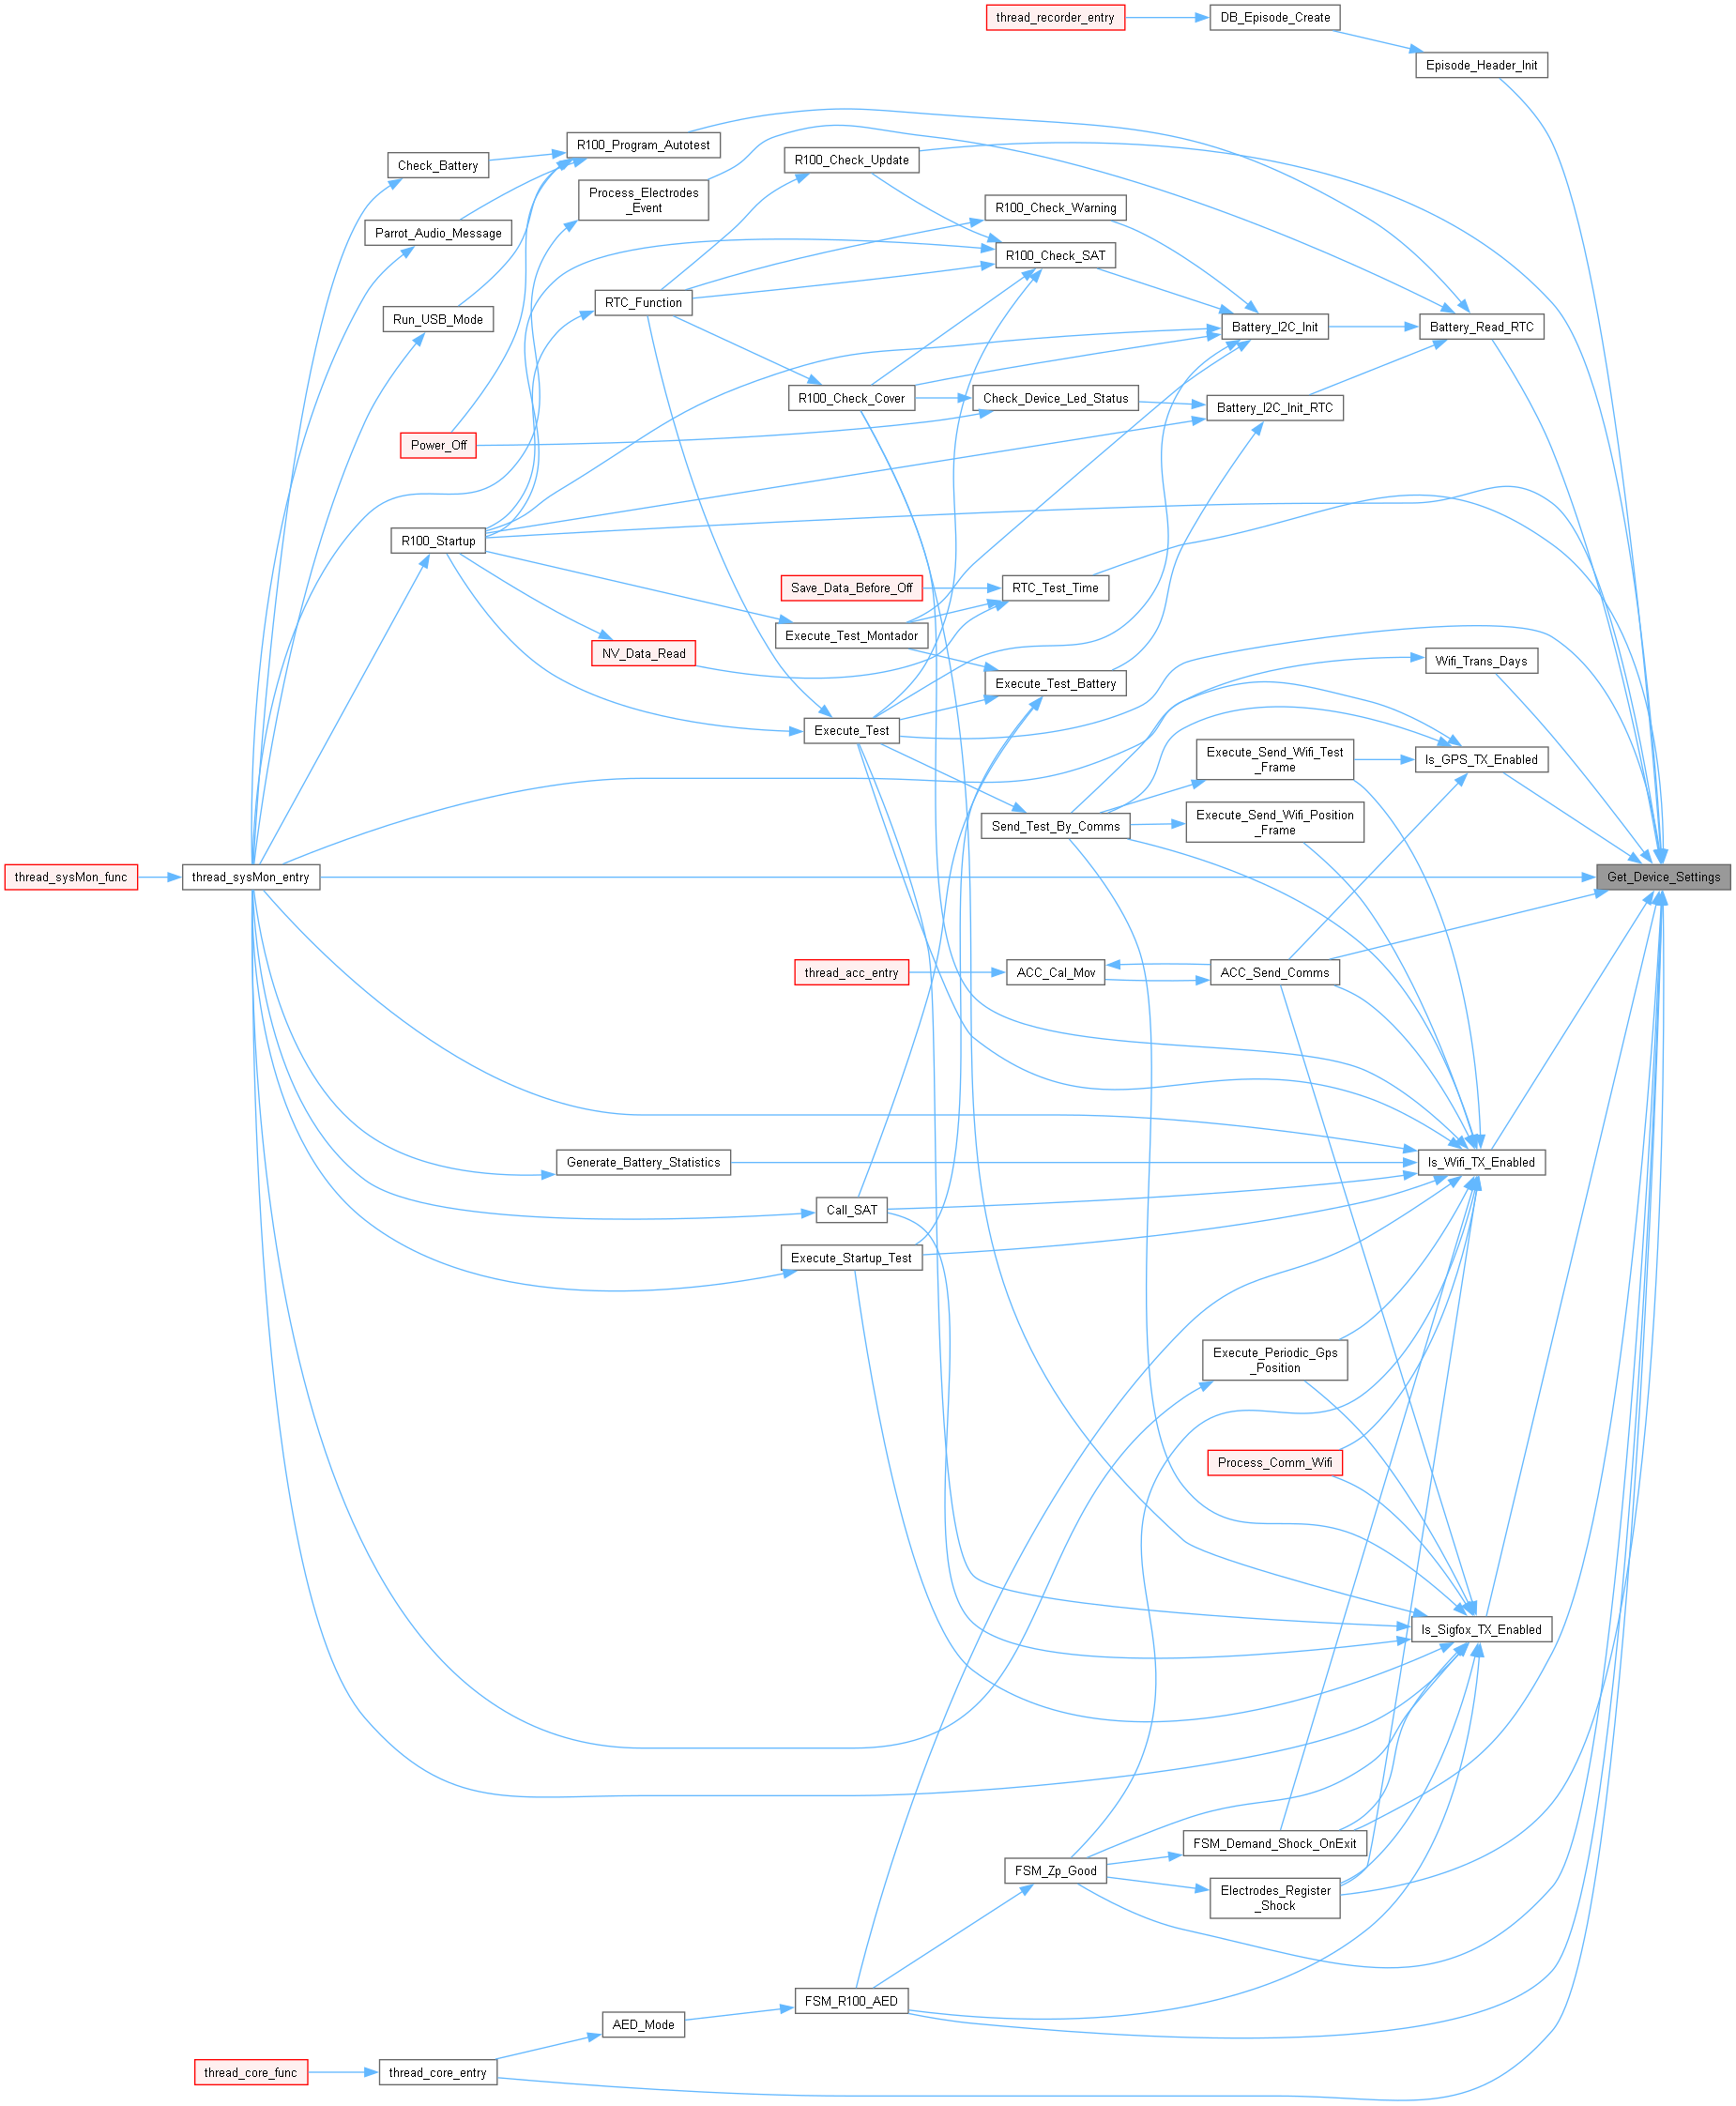 thread_recorder_entry
DB_Episode_Create
Episode_Header_Init
R100_Program_Autotest
Check_Battery
R100_Check_Update
Process_Electrodes
_Event
R100_Check_Warning
Parrot_Audio_Message
R100_Check_SAT
RTC_Function
Run_USB_Mode
Battery_I2C_Init
Battery_Read_RTC
R100_Check_Cover
Check_Device_Led_Status
Battery_I2C_Init_RTC
Power_Off
R100_Startup
Save_Data_Before_Off
RTC_Test_Time
Execute_Test_Montador
NV_Data_Read
Wifi_Trans_Days
Execute_Test_Battery
Execute_Test
Execute_Send_Wifi_Test
_Frame
Is_GPS_TX_Enabled
Send_Test_By_Comms
Execute_Send_Wifi_Position
_Frame
thread_sysMon_func
thread_sysMon_entry
Get_Device_Settings
thread_acc_entry
ACC_Cal_Mov
ACC_Send_Comms
Generate_Battery_Statistics
Is_Wifi_TX_Enabled
Call_SAT
Execute_Startup_Test
Execute_Periodic_Gps
_Position
Process_Comm_Wifi
Is_Sigfox_TX_Enabled
FSM_Demand_Shock_OnExit
FSM_Zp_Good
Electrodes_Register
_Shock
FSM_R100_AED
AED_Mode
thread_core_func
thread_core_entry